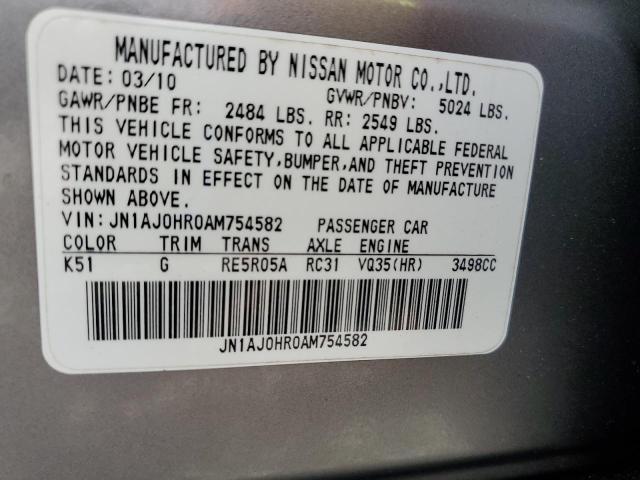 MANUFACTURED BY NISSAN MOTOR CO.,LTD.
DATE: 03/10 GVWR/PNBV: 5024 LBS.
GAWR/PNBE FR: 2484 LBS. RR: 2549 LBS.
THIS VEHICLE CONFORMS TO ALL APPLICABLE FEDERAL
MOTOR VEHICLE SAFETY,BUMPER,AND THEFT PREVENTION
STANDARDS IN EFFECT ON THE DATE OF MANUFACTURE
SHOWN ABOVE.
VIN:JN1AJ0HR0AM754582 PASSENGER CAR
COLOR TRIM TRANS AXLE ENGINE
K51 G RE5R05A RC31 VQ35(HR) 3498CC
JN1AJ0HR0AM754582